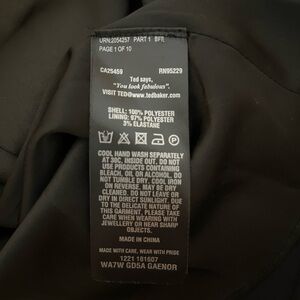 URN:2054257 PART 1 BFIL
PAGE 1 OF 10
CA25459 RN95229
Ted says,
"You look fabulous".
VISIT TED@www.tedbaker.com
SHELL: 100% POLYESTER
LINING: 97% POLYESTER
3% ELASTANE
COOL HAND WASH SEPARATELY
AT 30C, INSIDE OUT. DO NOT
USE PRODUCTS CONTAINING
BLEACH, OIL OR ALCOHOL. DO
NOT TUMBLE DRY. COOL IRON
ON REVERSE, MAY BE DRY
CLEANED. DO NOT LEAVE OR
DRY IN DIRECT SUNLIGHT. DUE
TO THE DELICATE NATURE OF
THIS GARMENT, PLEASE TAKE
CARE WHEN WEARING WITH
JEWELLERY OR NEAR SHARP
OBJECTS.
MADE IN CHINA
MADE WITH CARE, WEAR WITH PRIDE
1221 161607
WA7W GD5A GAENOR